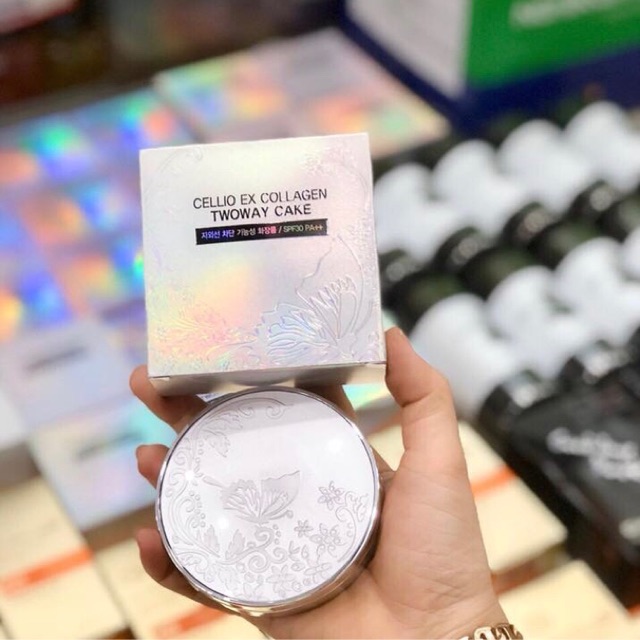 CELLIO EX COLLAGEN
TWOWAY CAKE
자외선 차단 기능성 화장품 / SPF30 PA++